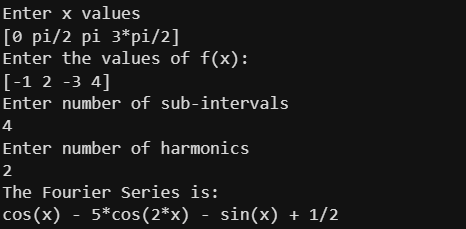 Enter x values
[0 pi/2 pi 3*pi/2]
Enter the values of f(x):
[-1 2 -3 4]
Enter number of sub-intervals
4
Enter number of harmonics
2
The Fourier Series is:
cos(x) - 5*cos(2*x) - sin(x) + 1/2